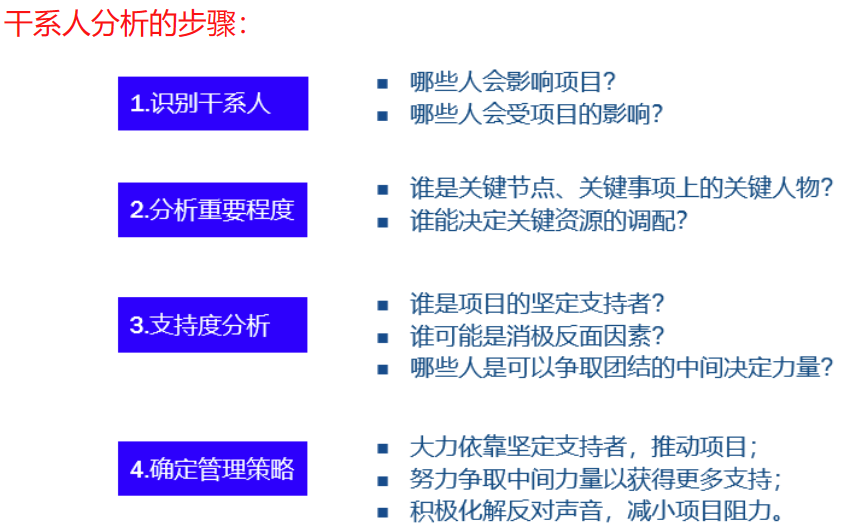 干系人分析的步骤：
1.识别干系人
■ 哪些人会影响项目？
■ 哪些人会受项目的影响？
2.分析重要程度
■ 谁是关键节点、关键事项上的关键人物？
■ 谁能决定关键资源的调配？
3.支持度分析
■ 谁是项目的坚定支持者？
■ 谁可能是消极反面因素？
■ 哪些人是可以争取团结的中间决定力量？
4.确定管理策略
■ 大力依靠坚定支持者，推动项目；
■ 努力争取中间力量以获得更多支持；
■ 积极化解反对声音，减小项目阻力。